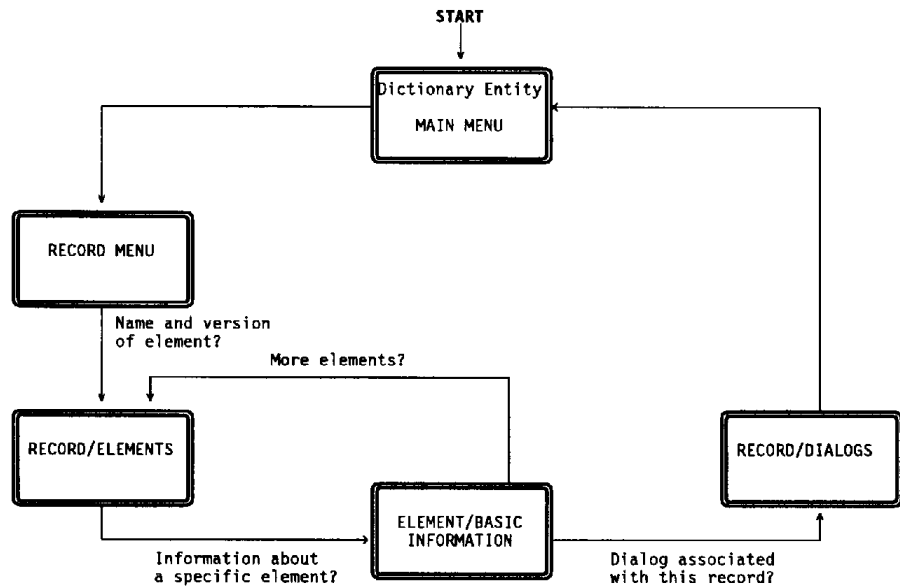 START
Dictionary Entity
MAIN MENU
RECORD MENU
Name and version
of element?
More elements?
RECORD/ELEMENTS
RECORD/DIALOGS
ELEMENT/BASIC
INFORMATION
Information about
a specific element?
Dialog associated
with this record?